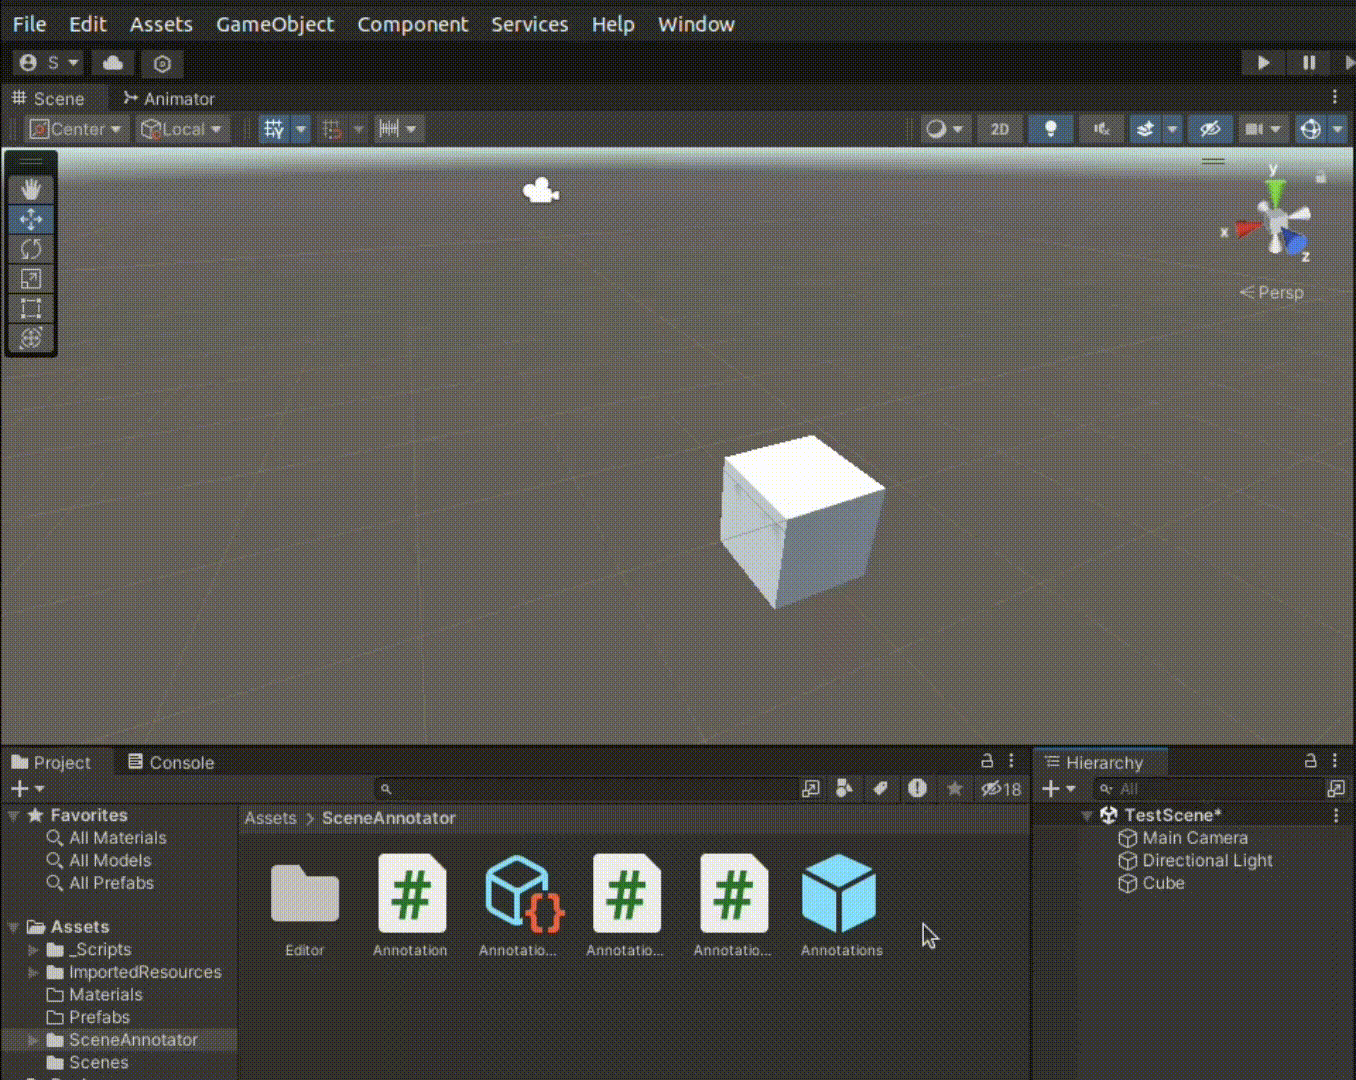 File Edit Assets GameObject Component Services Help Window
S
Scene Animator
Center Local 2D
y
x
z
Persp
Project Console
18
Favorites
All Materials
All Models
All Prefabs
Assets
_Scripts
ImportedResources
Materials
Prefabs
SceneAnnotator
Scenes
Assets > SceneAnnotator
Editor Annotation Annotatio... Annotatio... Annotatio... Annotations
Hierarchy
All
TestScene*
Main Camera
Directional Light
Cube